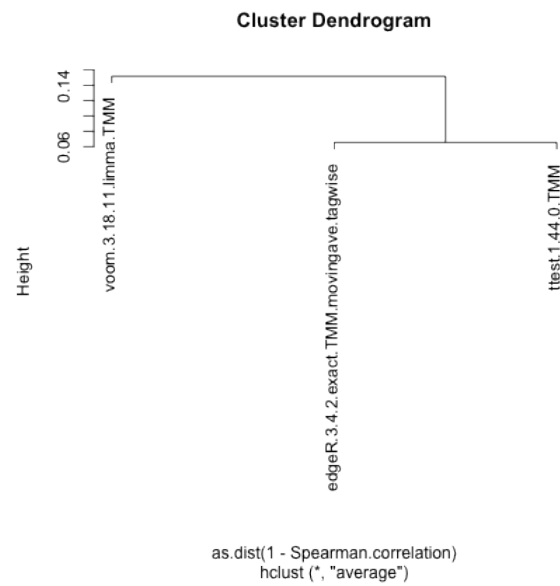 Cluster Dendrogram
0.14
0.06
Height
voom.3.18.11.limma.TMM
edgeR.3.4.2.exact.TMM.movingave.tagwise
ttest.1.44.0.TMM
as.dist(1 - Spearman.correlation)
hclust (*, "average")